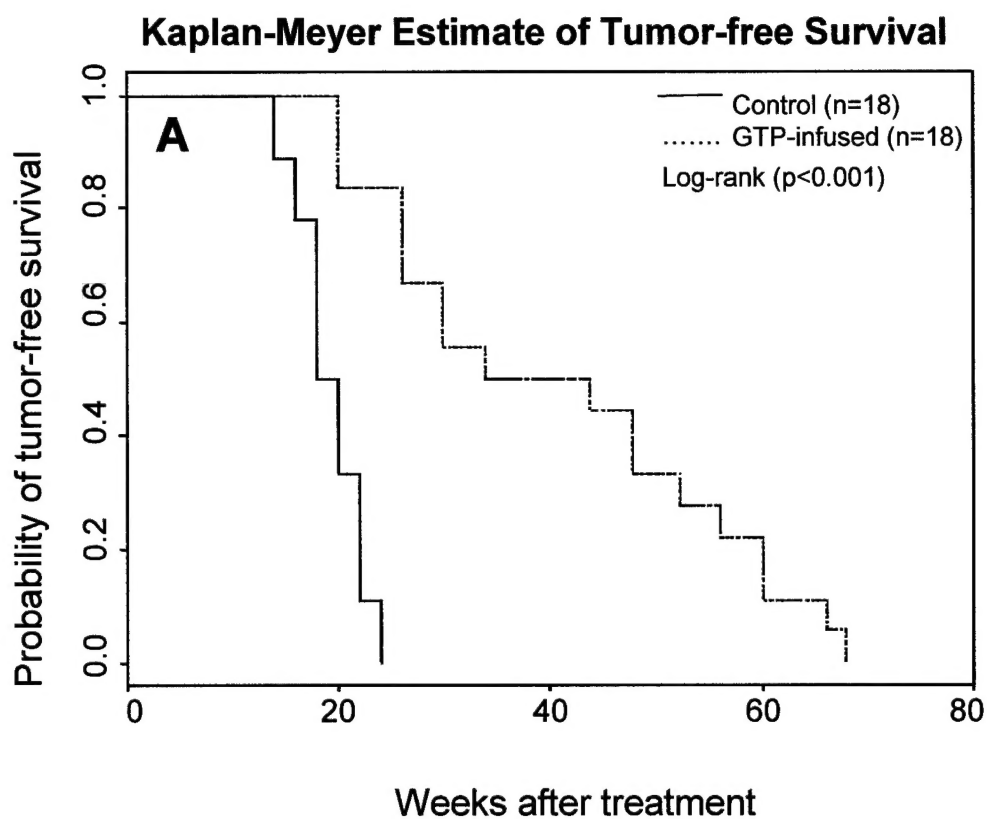 Kaplan-Meyer Estimate of Tumor-free Survival
A
Control (n=18)
GTP-infused (n=18)
Log-rank (p<0.001)
Probability of tumor-free survival
1.0
0.8
0.6
0.4
0.2
0.0
0 20 40 60 80
Weeks after treatment